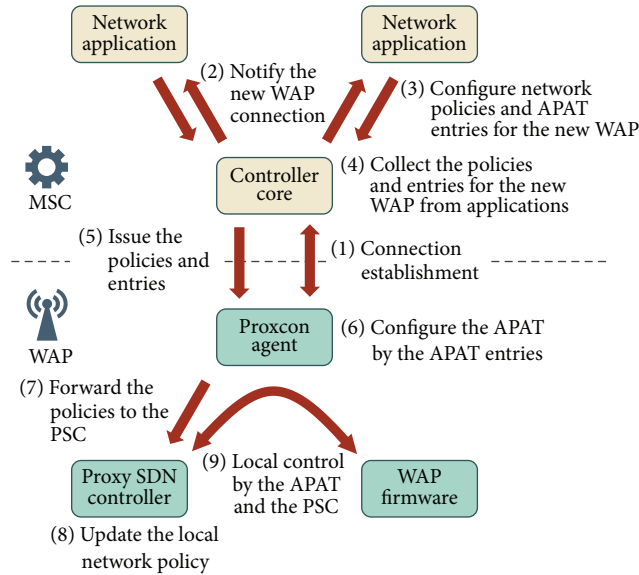 Network
application
Network
application
(2) Notify the
new WAP
connection
(3) Configure network
policies and APAT
entries for the new WAP
MSC
Controller
core
(4) Collect the policies
and entries for the new
WAP from applications
(5) Issue the
policies and
entries
(1) Connection
establishment
WAP
Proxcon
agent
(6) Configure the APAT
by the APAT entries
(7) Forward the
policies to the
PSC
Proxy SDN
controller
(9) Local control
by the APAT
and the PSC
WAP
firmware
(8) Update the local
network policy